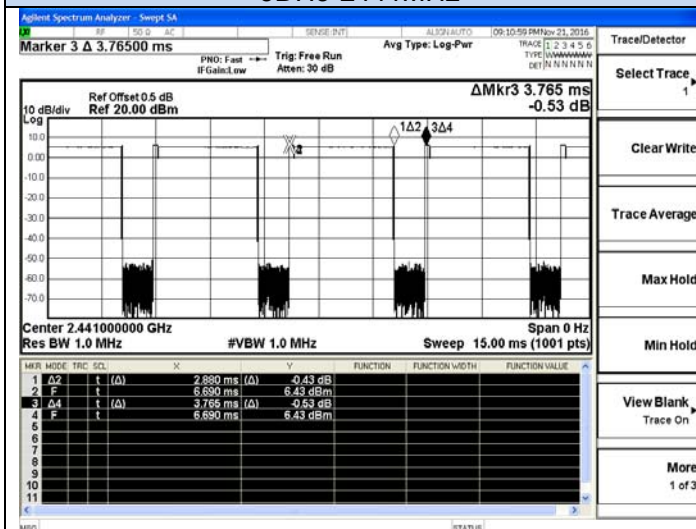 Agilent Spectrum Analyzer - Swept SA
RF 50 Ω AC SENSE:INT ALIGN AUTO 09:10:59 PM Nov 21, 2016
Marker 3 Δ 3.76500 ms
PNO: Fast
IFGain:Low
Trig: Free Run
Atten: 30 dB
Avg Type: Log-Pwr
TRACE 1 2 3 4 5 6
TYPE
DET N N N N N N
Ref Offset 0.5 dB
10 dB/div Ref 20.00 dBm
Log
ΔMkr3 3.765 ms
-0.53 dB
1Δ2 3Δ4
10.0
0.00
-10.0
-20.0
-30.0
-40.0
-50.0
-60.0
-70.0
Center 2.441000000 GHz Span 0 Hz
Res BW 1.0 MHz #VBW 1.0 MHz Sweep 15.00 ms (1001 pts)
MKR MODE TRC SCL X Y FUNCTION FUNCTION WIDTH FUNCTION VALUE
1 Δ2 t (Δ) 2.880 ms (Δ) -0.43 dB
2 F t 6.690 ms 6.43 dBm
3 Δ4 t (Δ) 3.765 ms (Δ) -0.53 dB
4 F t 6.690 ms 6.43 dBm
5
6
7
8
9
10
11
MSG STATUS
Trace/Detector
Select Trace
1
Clear Write
Trace Average
Max Hold
Min Hold
View Blank
Trace On
More
1 of 3